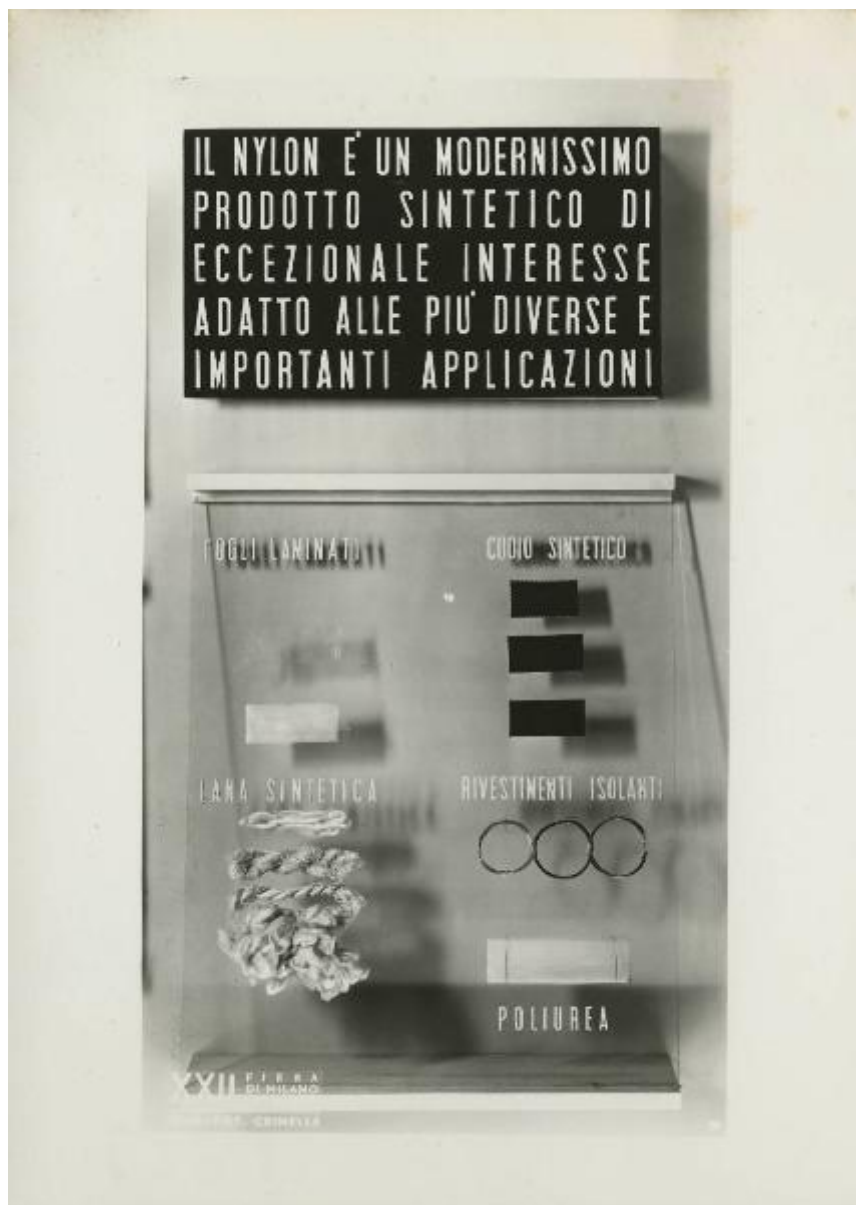 IL NYLON E' UN MODERNISSIMO
PRODOTTO SINTETICO DI
ECCEZIONALE INTERESSE
ADATTO ALLE PIU' DIVERSE E
IMPORTANTI APPLICAZIONI
FOGLI LAMINATI
CUOIO SINTETICO
LANA SINTETICA
RIVESTIMENTI ISOLANTI
POLIUREA
XXII FIERA
DI MILANO
CRIMELLA